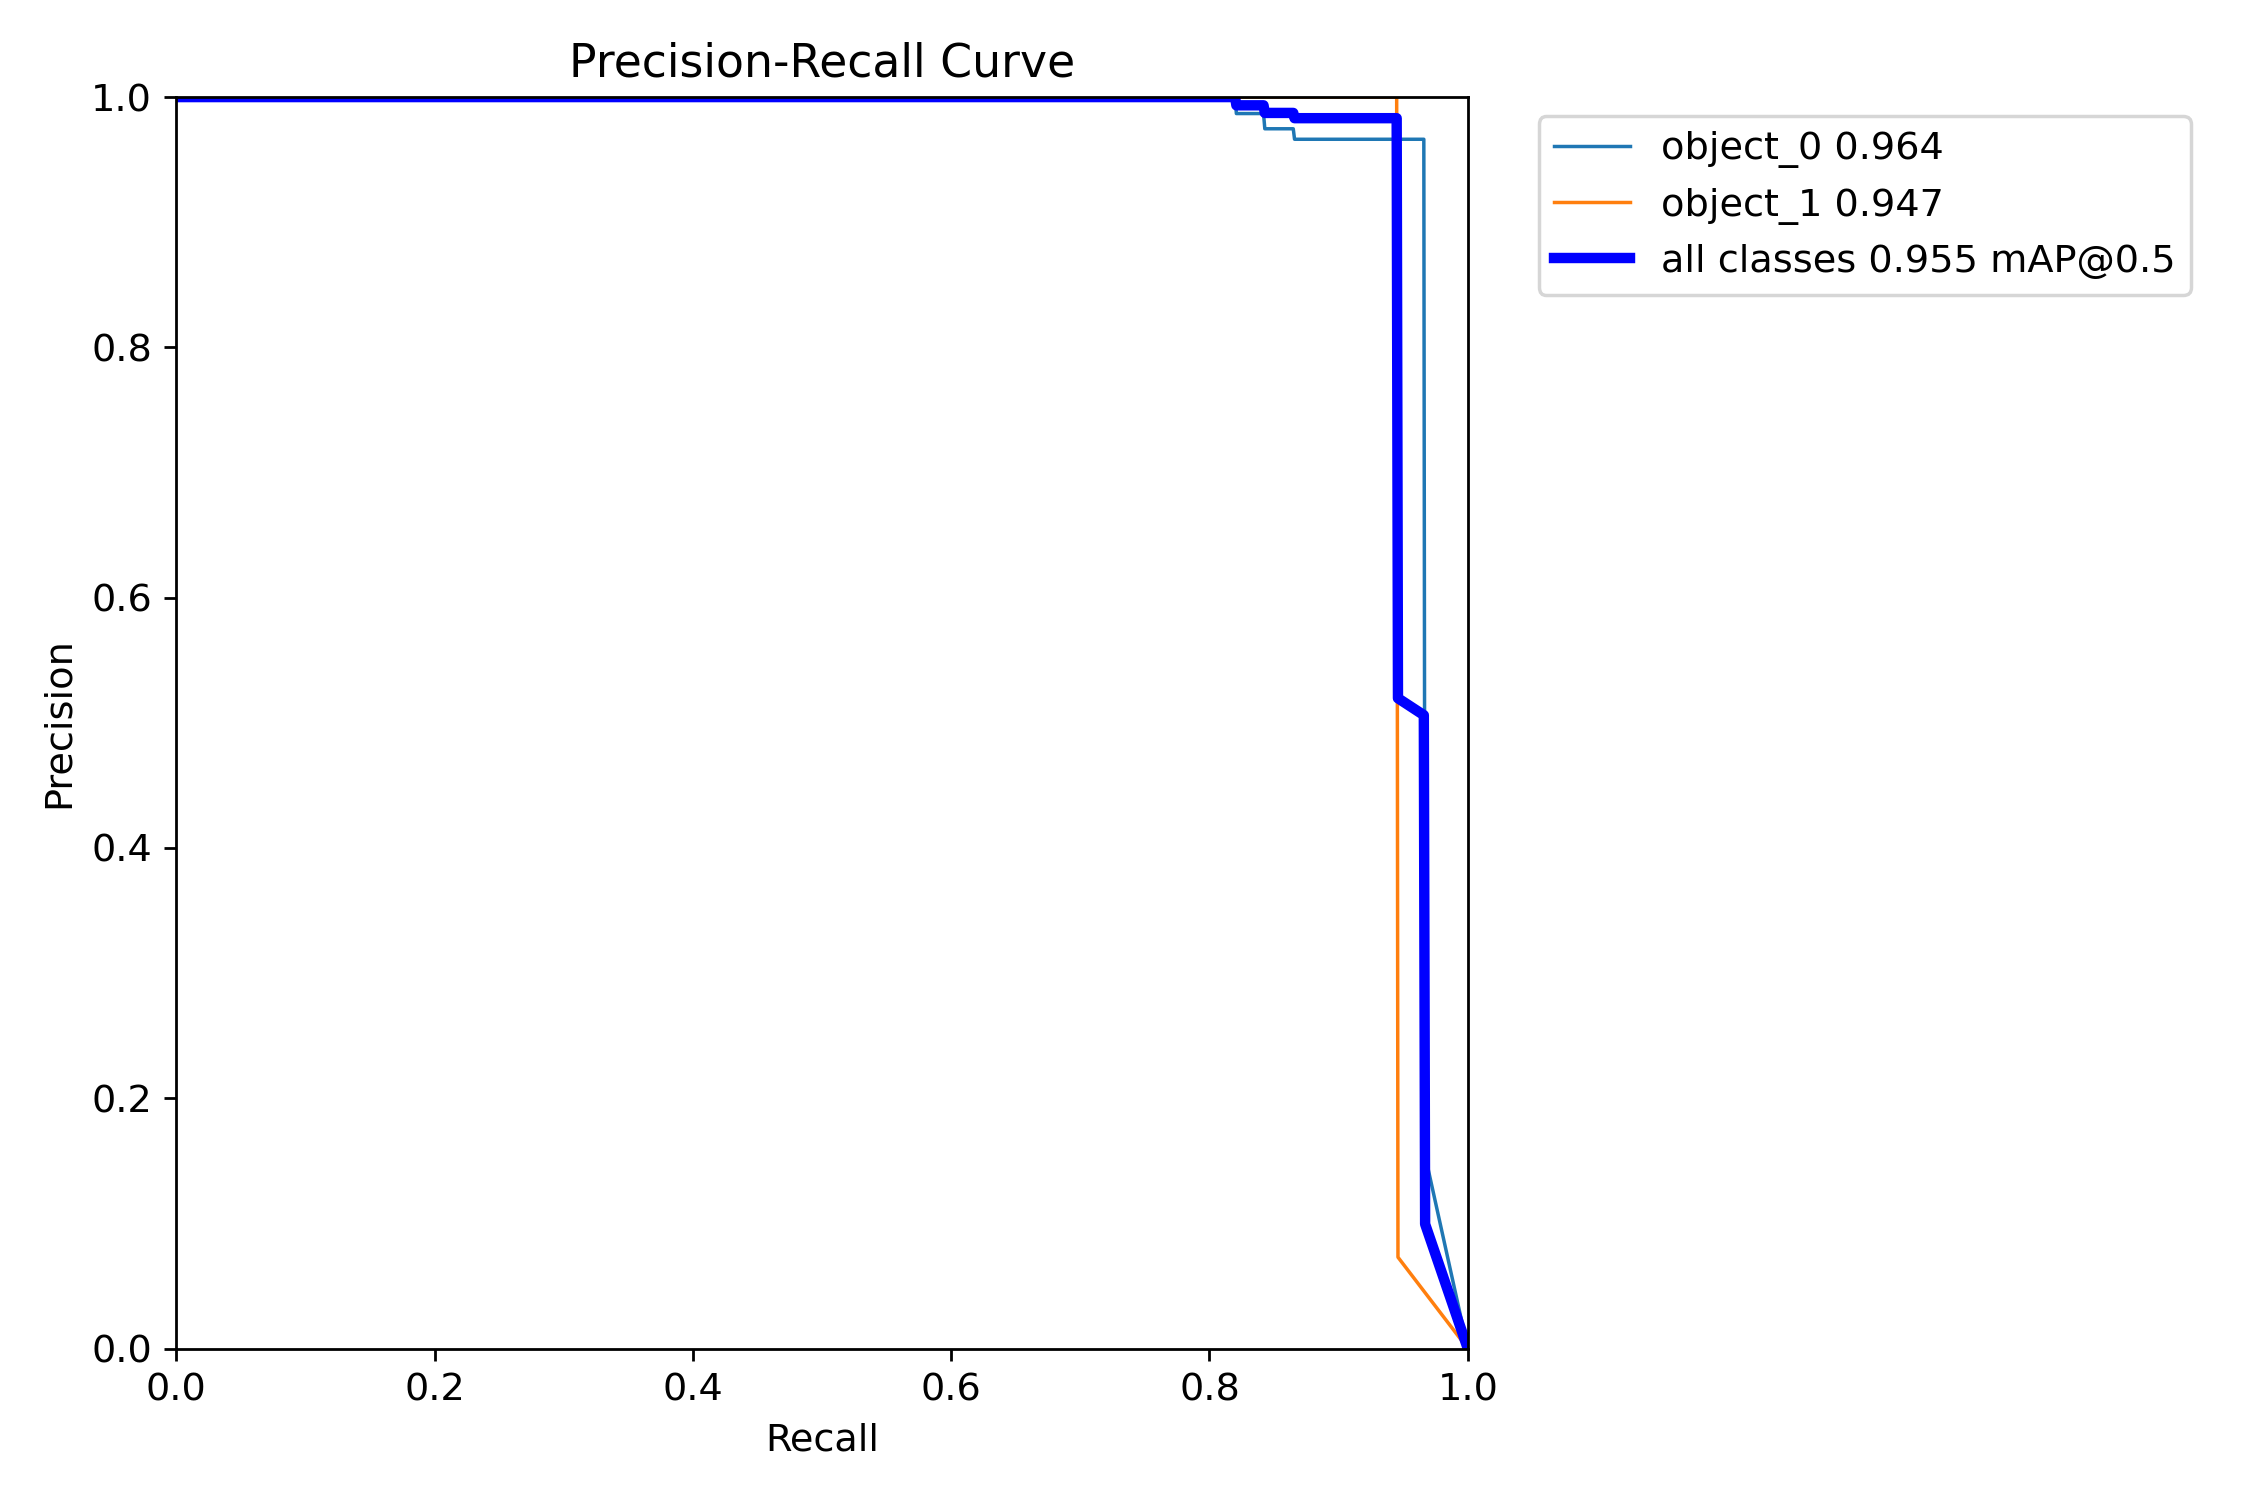 Precision-Recall Curve
1.0
0.8
0.6
0.4
0.2
0.0
Precision
0.0 0.2 0.4 0.6 0.8 1.0
Recall
object_0 0.964
object_1 0.947
all classes 0.955 mAP@0.5